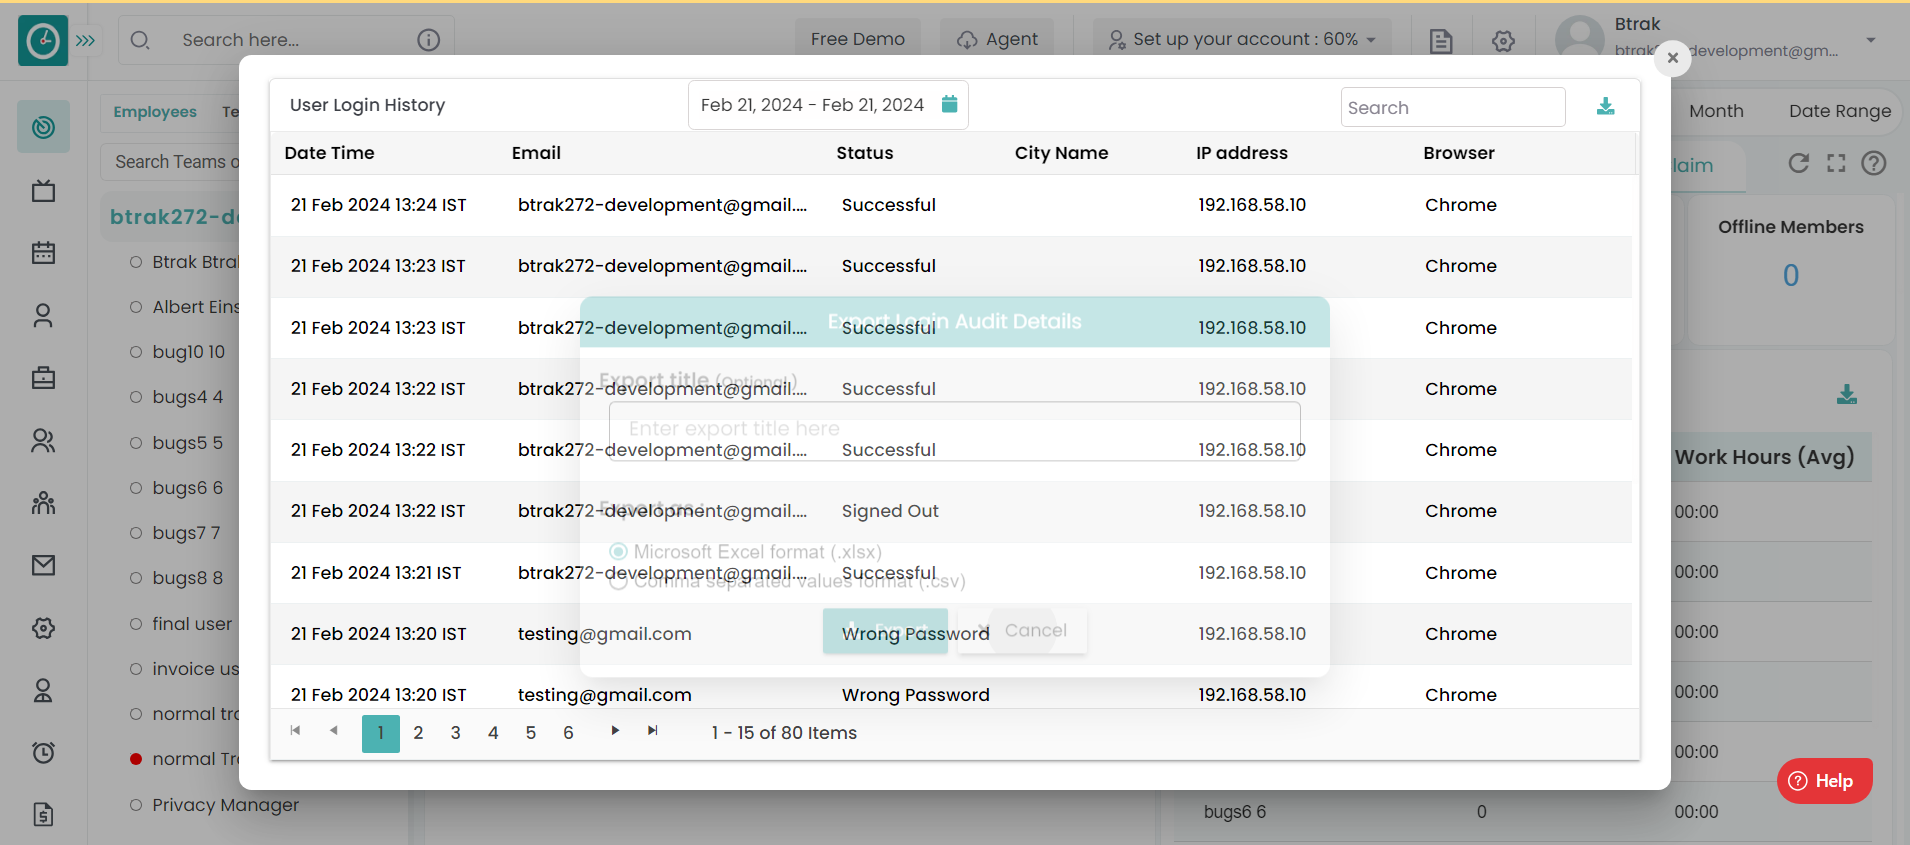 Search here...
Free Demo
Agent
Set up your account : 60%
Btrak
btrak development@gm...
Employees
Te
Month
Date Range
Search Teams o
laim
btrak272-de
Offline Members
0
Btrak Btrak
Albert Eins
bug10 10
bugs4 4
bugs5 5
bugs6 6
bugs7 7
bugs8 8
final user
invoice us
normal tra
normal Tra
Privacy Manager
User Login History
Feb 21, 2024 - Feb 21, 2024
Search
Date Time Email Status City Name IP address Browser
21 Feb 2024 13:24 IST btrak272-development@gmail.... Successful 192.168.58.10 Chrome
21 Feb 2024 13:23 IST btrak272-development@gmail.... Successful 192.168.58.10 Chrome
21 Feb 2024 13:23 IST btrak272-development@gmail.... Successful 192.168.58.10 Chrome
21 Feb 2024 13:22 IST btrak272-development@gmail.... Successful 192.168.58.10 Chrome
21 Feb 2024 13:22 IST btrak272-development@gmail.... Successful 192.168.58.10 Chrome
21 Feb 2024 13:22 IST btrak272-development@gmail.... Signed Out 192.168.58.10 Chrome
21 Feb 2024 13:21 IST btrak272-development@gmail.... Successful 192.168.58.10 Chrome
21 Feb 2024 13:20 IST testing@gmail.com Wrong Password 192.168.58.10 Chrome
21 Feb 2024 13:20 IST testing@gmail.com Wrong Password 192.168.58.10 Chrome
1 2 3 4 5 6 1 - 15 of 80 Items
Export Login Audit Details
Export title (Optional )
Enter export title here
Export as :
Microsoft Excel format (.xlsx)
Comma separated values format (.csv)
Export
Cancel
Work Hours (Avg)
00:00
00:00
00:00
00:00
00:00
bugs6 6 0 00:00
Help